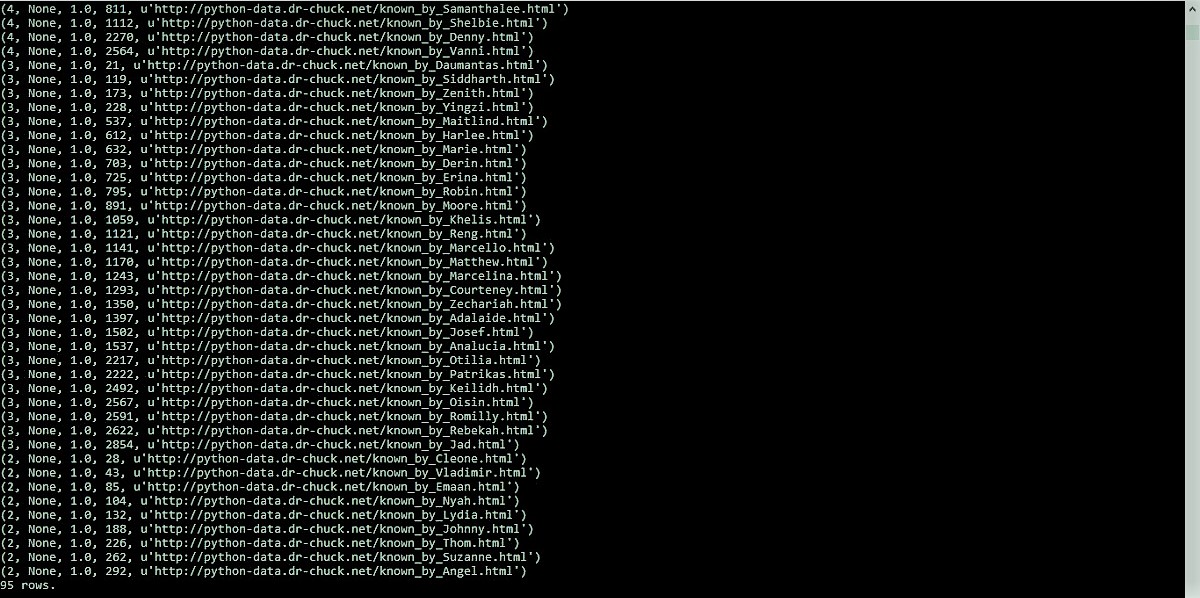 (4, None, 1.0, 811, u'http://python-data.dr-chuck.net/known_by_Samanthalee.html')
(4, None, 1.0, 1112, u'http://python-data.dr-chuck.net/known_by_Shelbie.html')
(4, None, 1.0, 2270, u'http://python-data.dr-chuck.net/known_by_Denny.html')
(4, None, 1.0, 2564, u'http://python-data.dr-chuck.net/known_by_Vanni.html')
(3, None, 1.0, 21, u'http://python-data.dr-chuck.net/known_by_Daumantas.html')
(3, None, 1.0, 119, u'http://python-data.dr-chuck.net/known_by_Siddharth.html')
(3, None, 1.0, 173, u'http://python-data.dr-chuck.net/known_by_Zenith.html')
(3, None, 1.0, 228, u'http://python-data.dr-chuck.net/known_by_Yingzi.html')
(3, None, 1.0, 537, u'http://python-data.dr-chuck.net/known_by_Maitlind.html')
(3, None, 1.0, 612, u'http://python-data.dr-chuck.net/known_by_Harlee.html')
(3, None, 1.0, 632, u'http://python-data.dr-chuck.net/known_by_Marie.html')
(3, None, 1.0, 703, u'http://python-data.dr-chuck.net/known_by_Derin.html')
(3, None, 1.0, 725, u'http://python-data.dr-chuck.net/known_by_Erina.html')
(3, None, 1.0, 795, u'http://python-data.dr-chuck.net/known_by_Robin.html')
(3, None, 1.0, 891, u'http://python-data.dr-chuck.net/known_by_Moore.html')
(3, None, 1.0, 1059, u'http://python-data.dr-chuck.net/known_by_Khelis.html')
(3, None, 1.0, 1121, u'http://python-data.dr-chuck.net/known_by_Reng.html')
(3, None, 1.0, 1141, u'http://python-data.dr-chuck.net/known_by_Marcello.html')
(3, None, 1.0, 1170, u'http://python-data.dr-chuck.net/known_by_Matthew.html')
(3, None, 1.0, 1243, u'http://python-data.dr-chuck.net/known_by_Marcelina.html')
(3, None, 1.0, 1293, u'http://python-data.dr-chuck.net/known_by_Courteney.html')
(3, None, 1.0, 1350, u'http://python-data.dr-chuck.net/known_by_Zechariah.html')
(3, None, 1.0, 1397, u'http://python-data.dr-chuck.net/known_by_Adalaide.html')
(3, None, 1.0, 1502, u'http://python-data.dr-chuck.net/known_by_Josef.html')
(3, None, 1.0, 1537, u'http://python-data.dr-chuck.net/known_by_Analucia.html')
(3, None, 1.0, 2217, u'http://python-data.dr-chuck.net/known_by_Otilia.html')
(3, None, 1.0, 2222, u'http://python-data.dr-chuck.net/known_by_Patrikas.html')
(3, None, 1.0, 2492, u'http://python-data.dr-chuck.net/known_by_Keilidh.html')
(3, None, 1.0, 2567, u'http://python-data.dr-chuck.net/known_by_Oisin.html')
(3, None, 1.0, 2591, u'http://python-data.dr-chuck.net/known_by_Romilly.html')
(3, None, 1.0, 2622, u'http://python-data.dr-chuck.net/known_by_Rebekah.html')
(3, None, 1.0, 2854, u'http://python-data.dr-chuck.net/known_by_Jad.html')
(2, None, 1.0, 28, u'http://python-data.dr-chuck.net/known_by_Cleone.html')
(2, None, 1.0, 43, u'http://python-data.dr-chuck.net/known_by_Vladimir.html')
(2, None, 1.0, 85, u'http://python-data.dr-chuck.net/known_by_Emaan.html')
(2, None, 1.0, 104, u'http://python-data.dr-chuck.net/known_by_Nyah.html')
(2, None, 1.0, 132, u'http://python-data.dr-chuck.net/known_by_Lydia.html')
(2, None, 1.0, 188, u'http://python-data.dr-chuck.net/known_by_Johnny.html')
(2, None, 1.0, 226, u'http://python-data.dr-chuck.net/known_by_Thom.html')
(2, None, 1.0, 262, u'http://python-data.dr-chuck.net/known_by_Suzanne.html')
(2, None, 1.0, 292, u'http://python-data.dr-chuck.net/known_by_Angel.html')
95 rows.